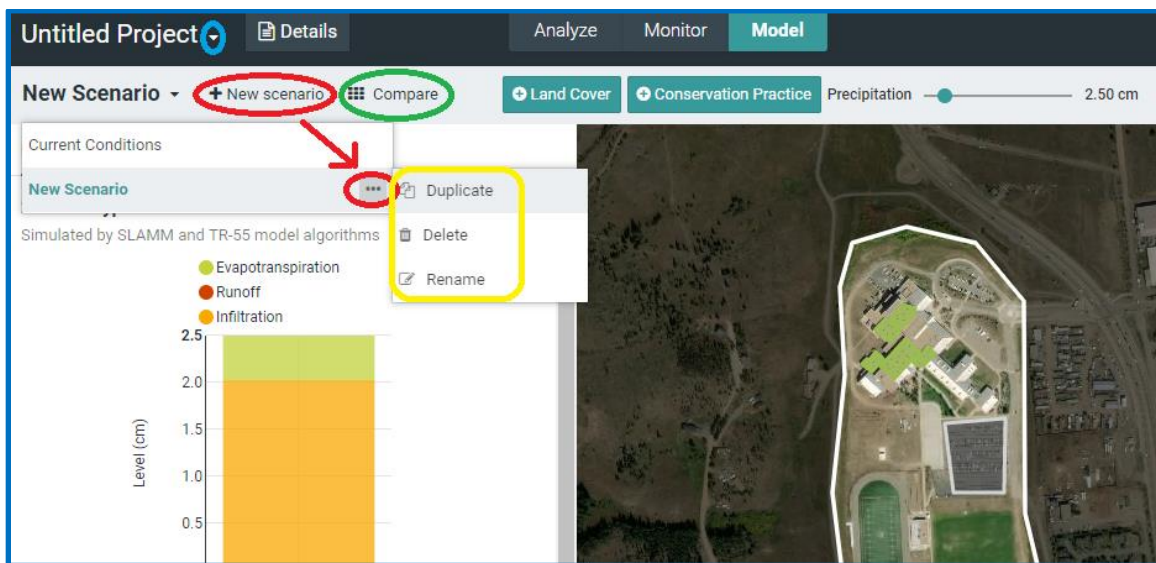 Untitled Project Details Analyze Monitor Model
New Scenario + New scenario Compare Land Cover Conservation Practice Precipitation 2.50 cm
Current Conditions
New Scenario ... Duplicate
Simulated by SLAMM and TR-55 model algorithms Delete
Evapotranspiration Rename
Runoff
Infiltration
2.5
2.0
1.5
1.0
0.5
Level (cm)